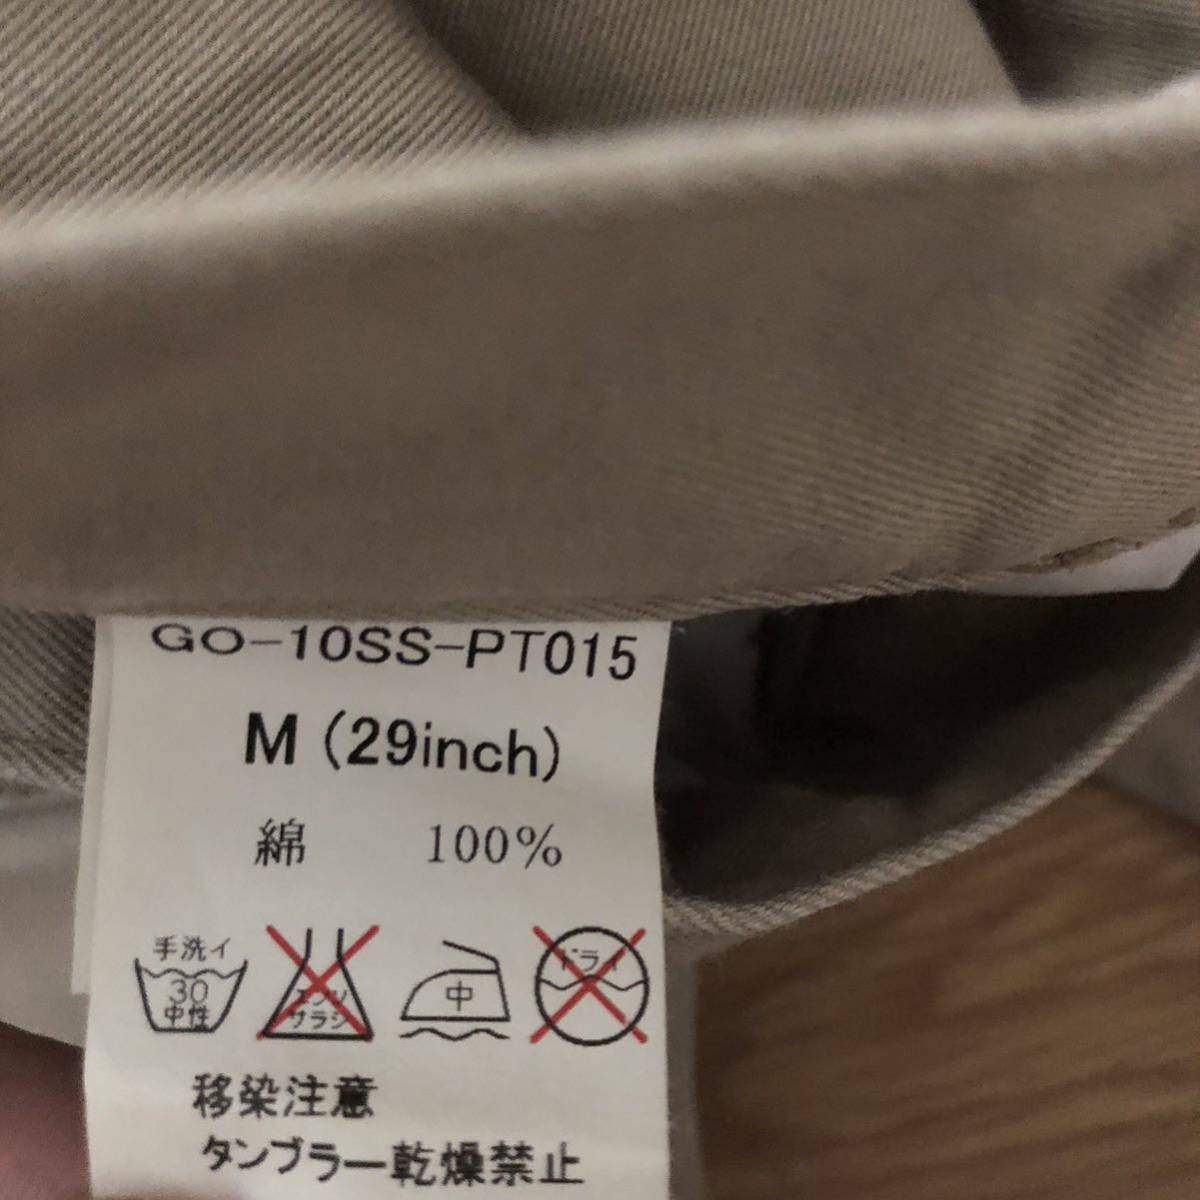 GO-10SS-PT015
M (29inch)
綿 100%
手洗イ
30
中性
エンソ
サラシ
中
ドライ
移染注意
タンブラー乾燥禁止